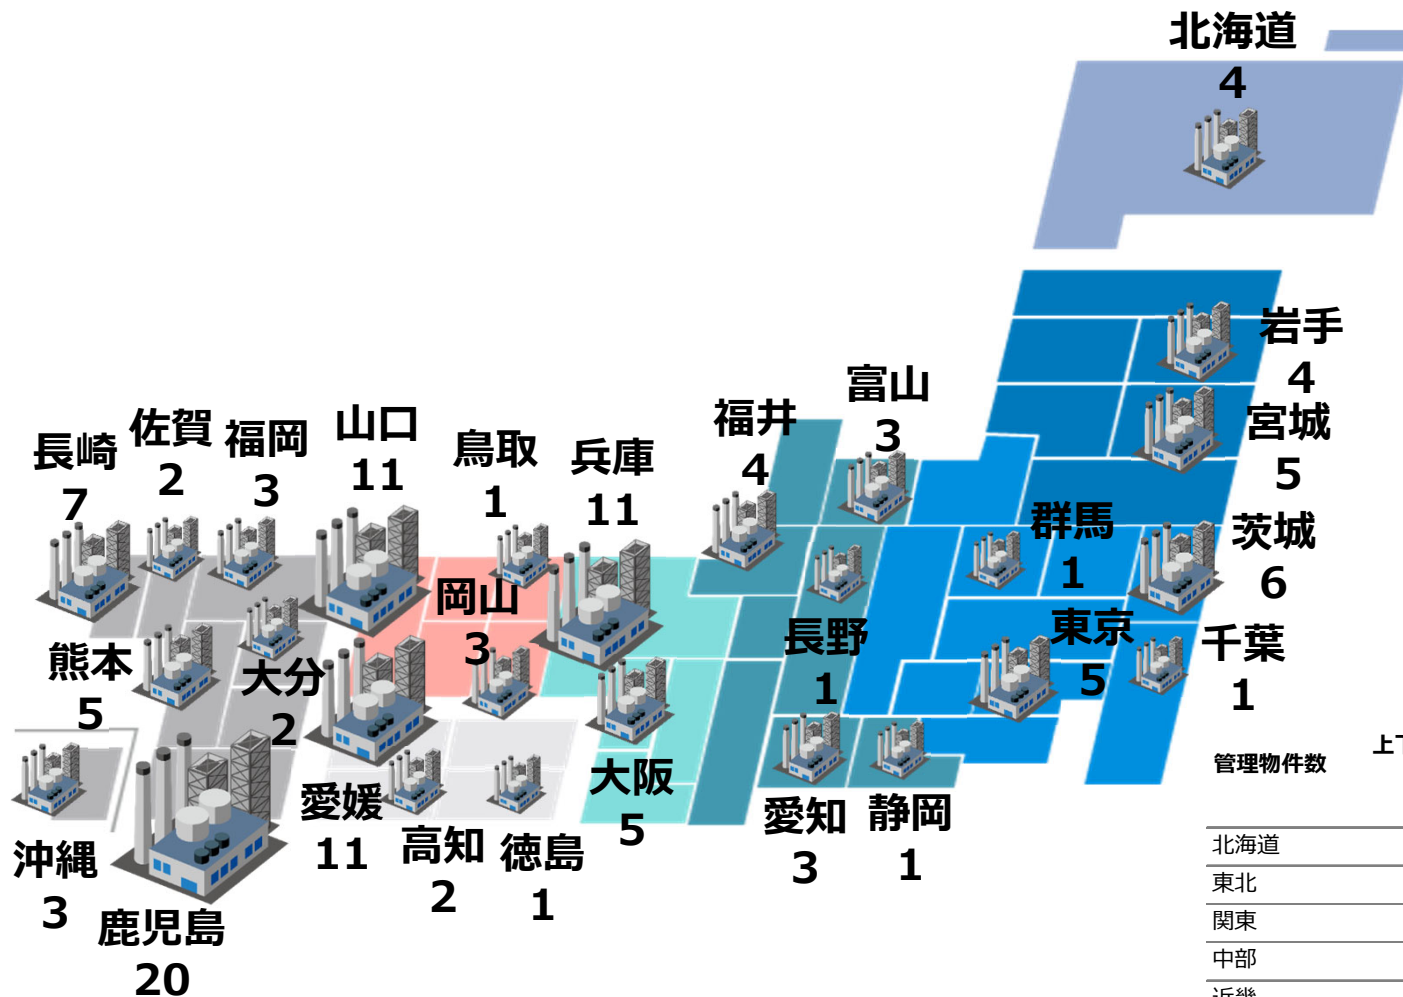 北海道
4
岩手
4
宮城
5
富山
3
福井
4
山口
11
鳥取
1
兵庫
11
佐賀
2
福岡
3
長崎
7
群馬
1
茨城
6
岡山
3
長野
1
東京
5
千葉
1
熊本
5
大分
2
愛媛
11
高知
2
徳島
1
大阪
5
愛知
3
静岡
1
沖縄
3
鹿児島
20
管理物件数
北海道
東北
関東
中部
近畿